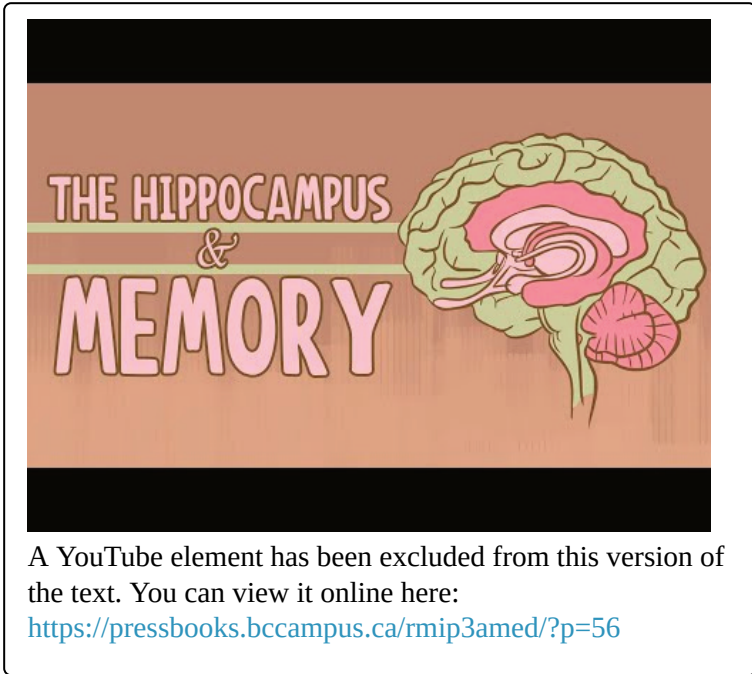 THE HIPPOCAMPUS
&
MEMORY
A YouTube element has been excluded from this version of
the text. You can view it online here:
https://pressbooks.bccampus.ca/rmip3amed/?p=56